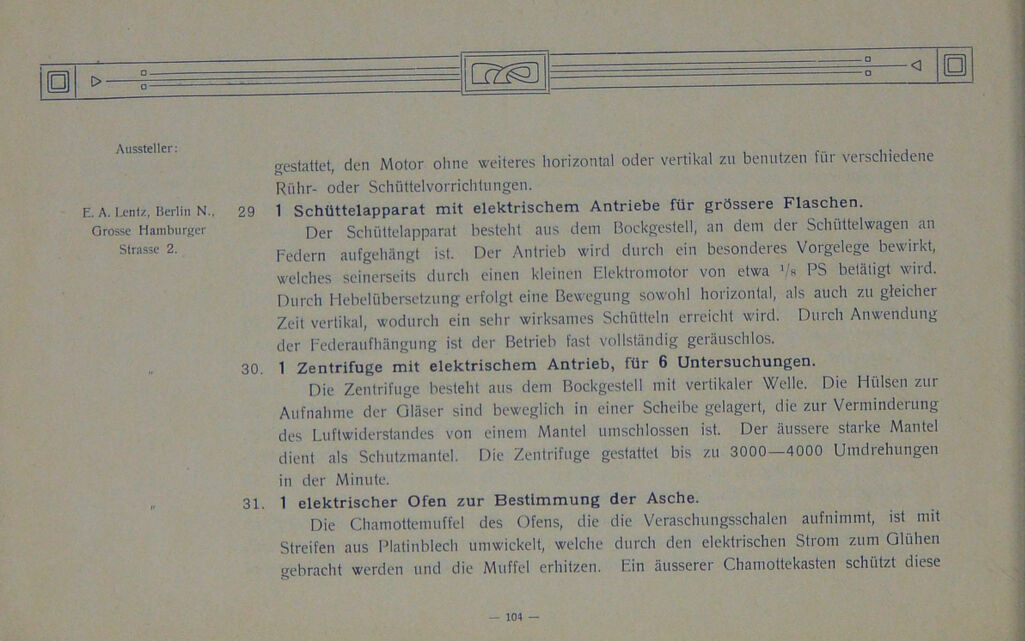 Aussteller:
gestattet, den Motor ohne weiteres horizontal oder vertikal zu benutzen für verschiedene
Rühr- oder Schüttelvorrichtungen.
E. A. Lentz, Berlin N., 29 1 Schüttelapparat mit elektrischem Antriebe für grössere Flaschen.
Grosse Hamburger
Strasse 2.
Der Schüttelapparat besteht aus dem Bockgestell, an dem der Schüttelwagen an
Federn aufgehängt ist. Der Antrieb wird durch ein besonderes Vorgelege bewirkt,
welches seinerseits durch einen kleinen Elektromotor von etwa ¹/₈ PS betätigt wird.
Durch Hebelübersetzung erfolgt eine Bewegung sowohl horizontal, als auch zu gleicher
Zeit vertikal, wodurch ein sehr wirksames Schütteln erreicht wird. Durch Anwendung
der Federaufhängung ist der Betrieb fast vollständig geräuschlos.
" 30. 1 Zentrifuge mit elektrischem Antrieb, für 6 Untersuchungen.
Die Zentrifuge besteht aus dem Bockgestell mit vertikaler Welle. Die Hülsen zur
Aufnahme der Gläser sind beweglich in einer Scheibe gelagert, die zur Verminderung
des Luftwiderstandes von einem Mantel umschlossen ist. Der äussere starke Mantel
dient als Schutzmantel. Die Zentrifuge gestattet bis zu 3000—4000 Umdrehungen
in der Minute.
" 31. 1 elektrischer Ofen zur Bestimmung der Asche.
Die Chamottemuffel des Ofens, die die Veraschungsschalen aufnimmt, ist mit
Streifen aus Platinblech umwickelt, welche durch den elektrischen Strom zum Glühen
gebracht werden und die Muffel erhitzen. Ein äusserer Chamottekasten schützt diese
— 104 —